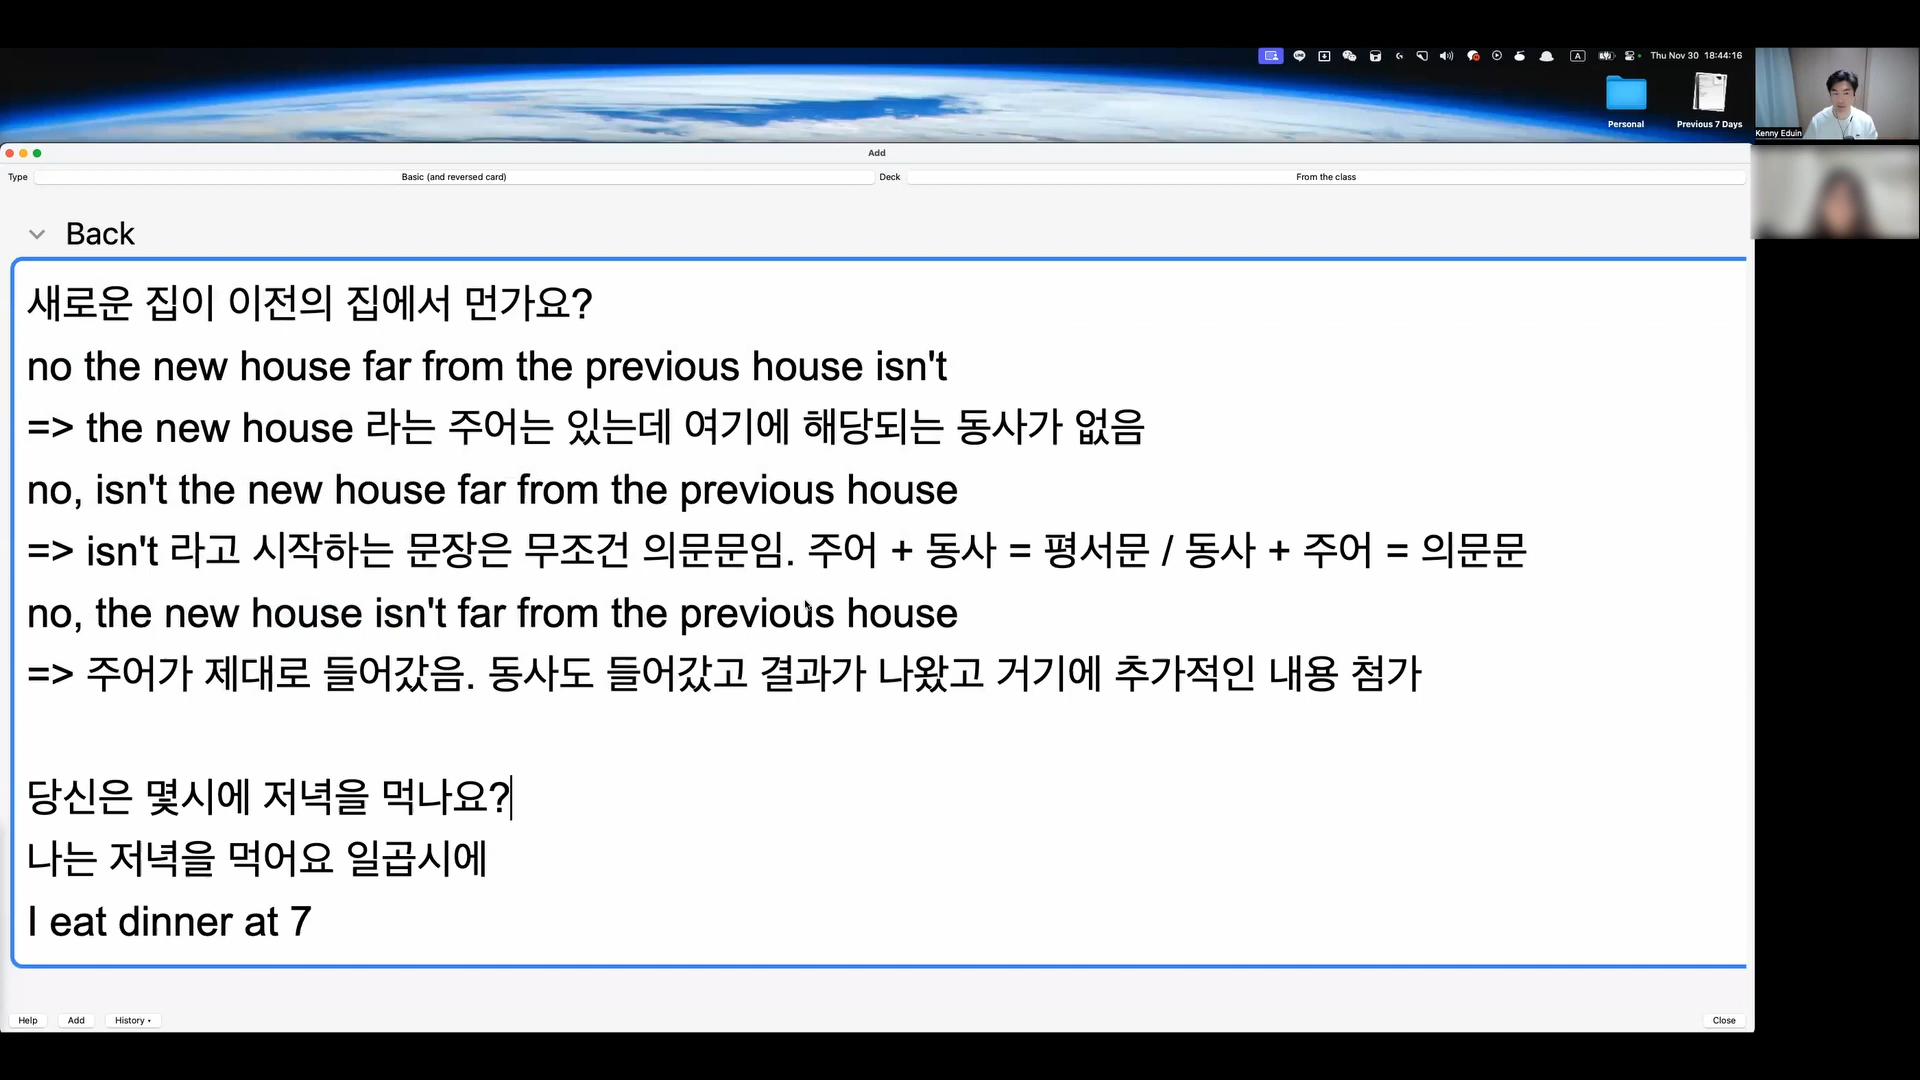 Thu Nov 30 18:44:16
Personal
Previous 7 Days
Kenny Eduin
Add
Type
Basic (and reversed card)
Deck
From the class
Back
새로운 집이 이전의 집에서 먼가요?
no the new house far from the previous house isn't
=> the new house 라는 주어는 있는데 여기에 해당되는 동사가 없음
no, isn't the new house far from the previous house
=> isn't 라고 시작하는 문장은 무조건 의문문임. 주어 + 동사 = 평서문 / 동사 + 주어 = 의문문
no, the new house isn't far from the previous house
=> 주어가 제대로 들어갔음. 동사도 들어갔고 결과가 나왔고 거기에 추가적인 내용 첨가
당신은 몇시에 저녁을 먹나요?
나는 저녁을 먹어요 일곱시에
I eat dinner at 7
Help
Add
History
Close